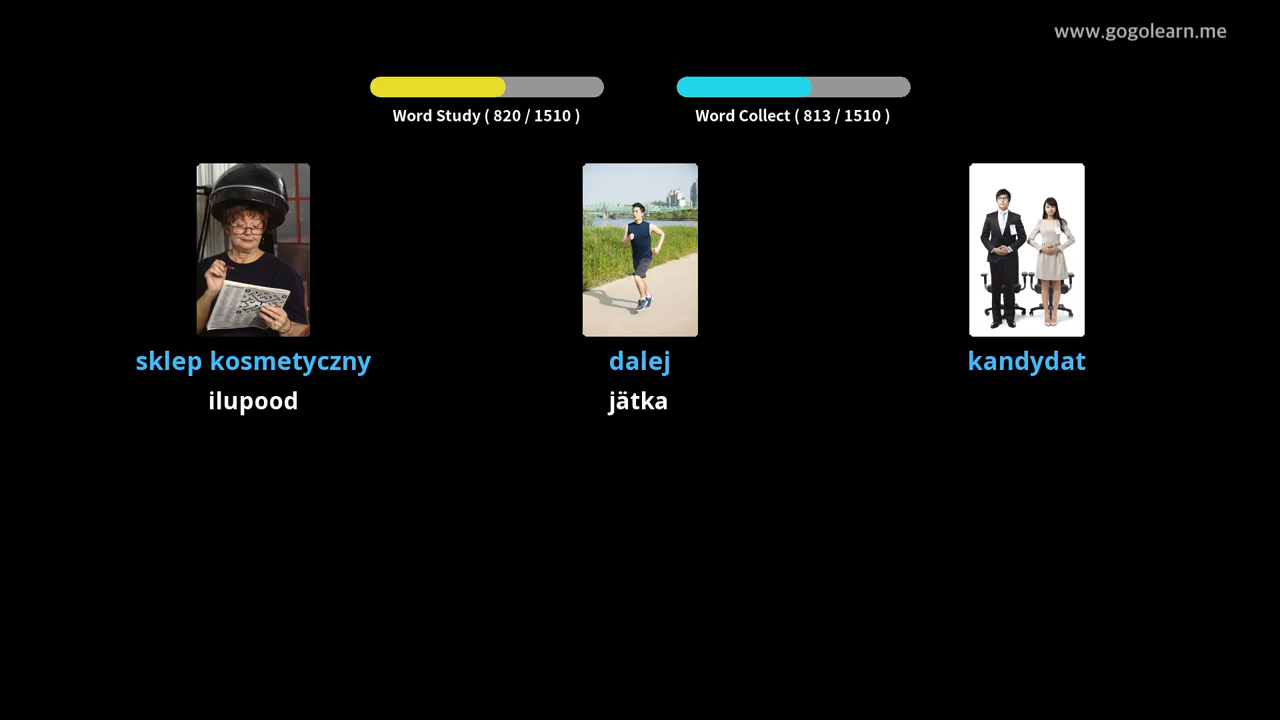 www.gogolearn.me
Word Study ( 820 / 1510 )
Word Collect ( 813 / 1510 )
sklep kosmetyczny
dalej
kandydat
ilupood
jätka